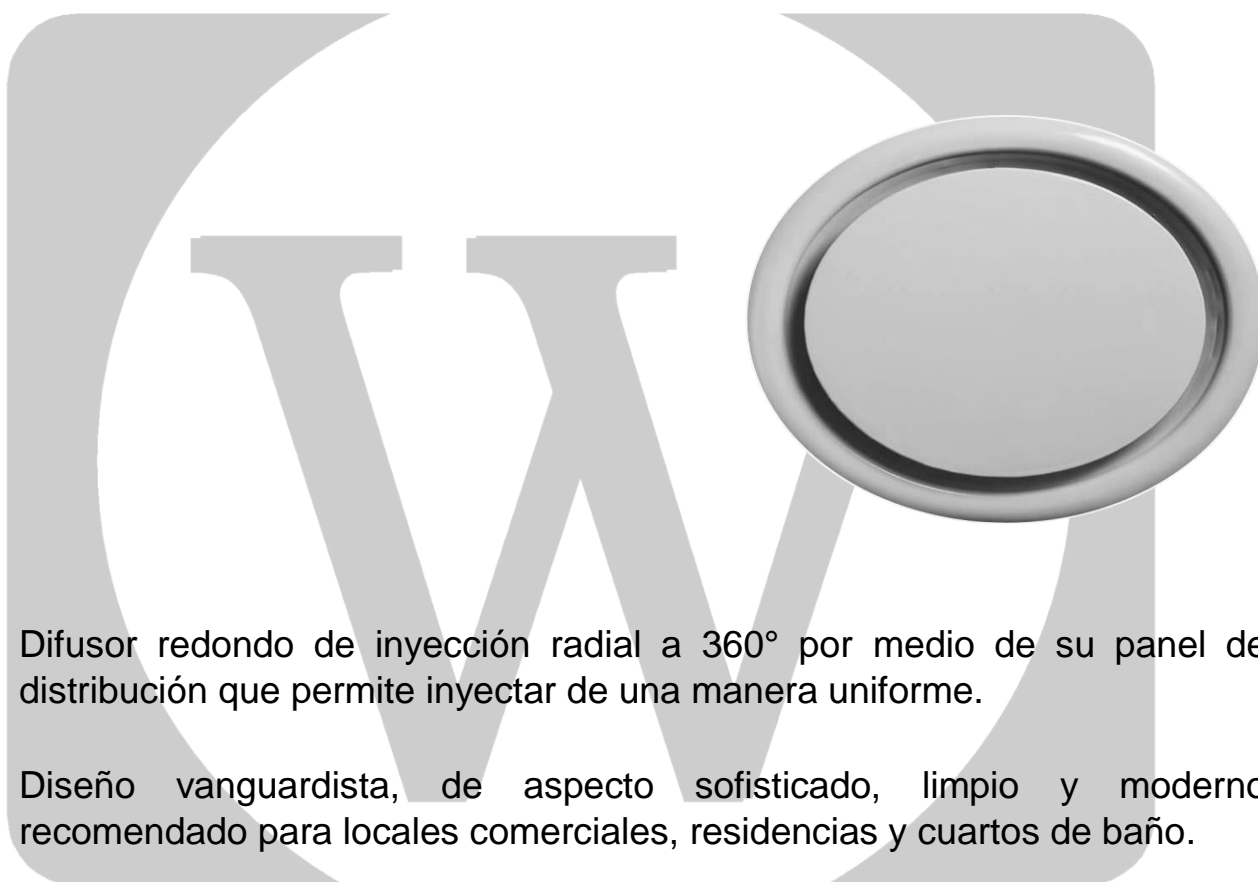 W
Difusor redondo de inyección radial a 360° por medio de su panel de
distribución que permite inyectar de una manera uniforme.
Diseño vanguardista, de aspecto sofisticado, limpio y moderno
recomendado para locales comerciales, residencias y cuartos de baño.